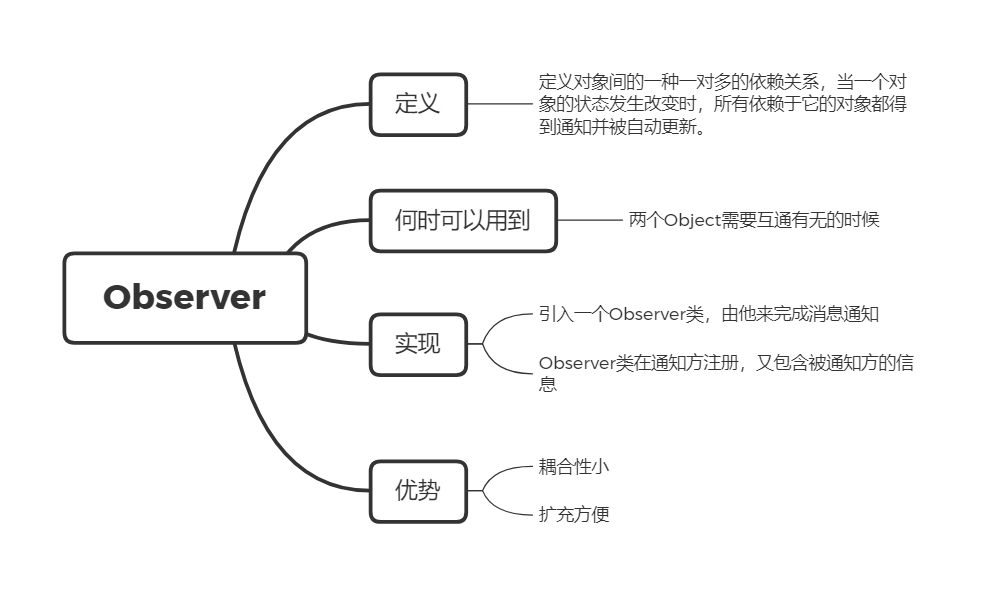 Observer
定义
定义对象间的一种一对多的依赖关系，当一个对
象的状态发生改变时，所有依赖于它的对象都得
到通知并被自动更新。
何时可以用到
两个Object需要互通有无的时候
实现
引入一个Observer类，由他来完成消息通知
Observer类在通知方注册，又包含被通知方的信
息
优势
耦合性小
扩充方便